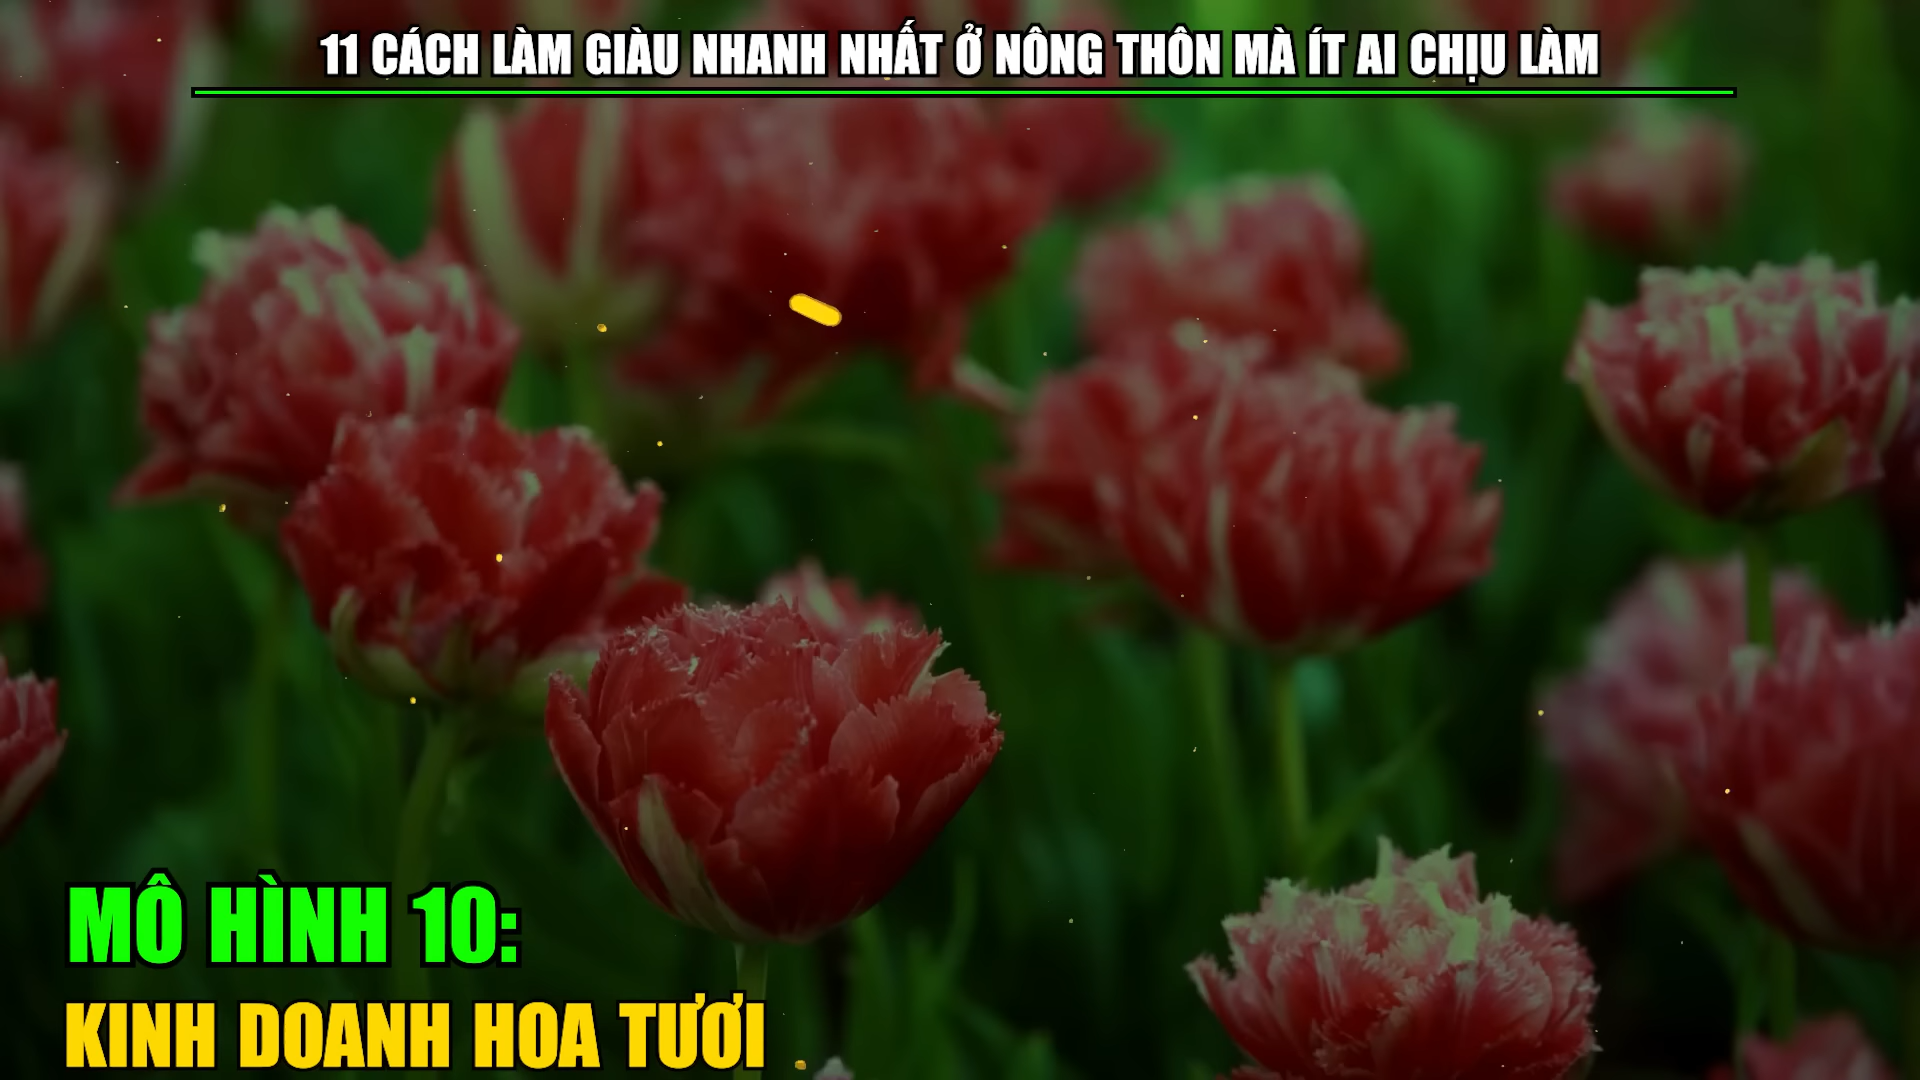 11 CÁCH LÀM GIÀU NHANH NHẤT Ở NÔNG THÔN MÀ ÍT AI CHỊU LÀM
MÔ HÌNH 10:
KINH DOANH HOA TƯƠI